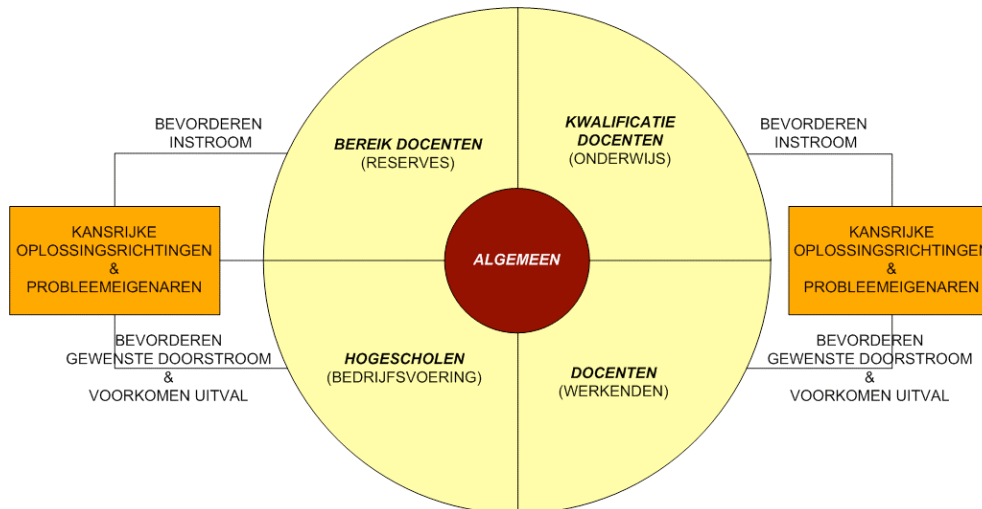 BEVORDEREN
INSTROOM
BEREIK DOCENTEN
(RESERVES)
KWALIFICATIE
DOCENTEN
(ONDERWIJS)
BEVORDEREN
INSTROOM
KANSRIJKE
OPLOSSINGSRICHTINGEN
&
PROBLEEMEIGENAREN
ALGEMEEN
KANSRIJKE
OPLOSSINGSRICHTINGEN
&
PROBLEEMEIGENAREN
BEVORDEREN
GEWENSTE DOORSTROOM
&
VOORKOMEN UITVAL
HOGESCHOLEN
(BEDRIJFSVOERING)
DOCENTEN
(WERKENDEN)
BEVORDEREN
GEWENSTE DOORSTROOM
&
VOORKOMEN UITVAL